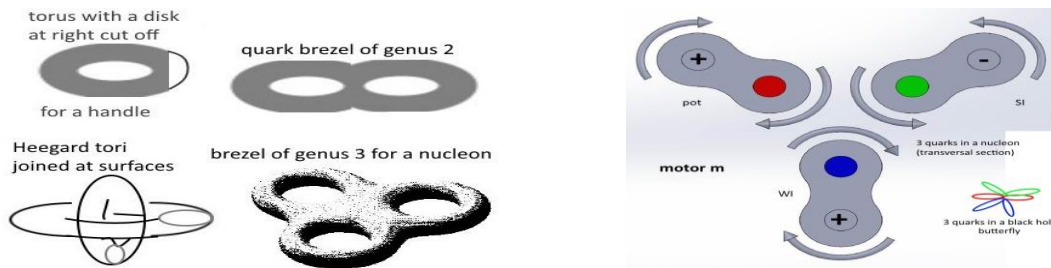 torus with a disk
at right cut off
for a handle
quark brezel of genus 2
Heegard tori
joined at surfaces
brezel of genus 3 for a nucleon
+
pot
-
SI
3 quarks in a nucleon
(transversal section)
motor m
WI
+
3 quarks in a black hol
butterfly